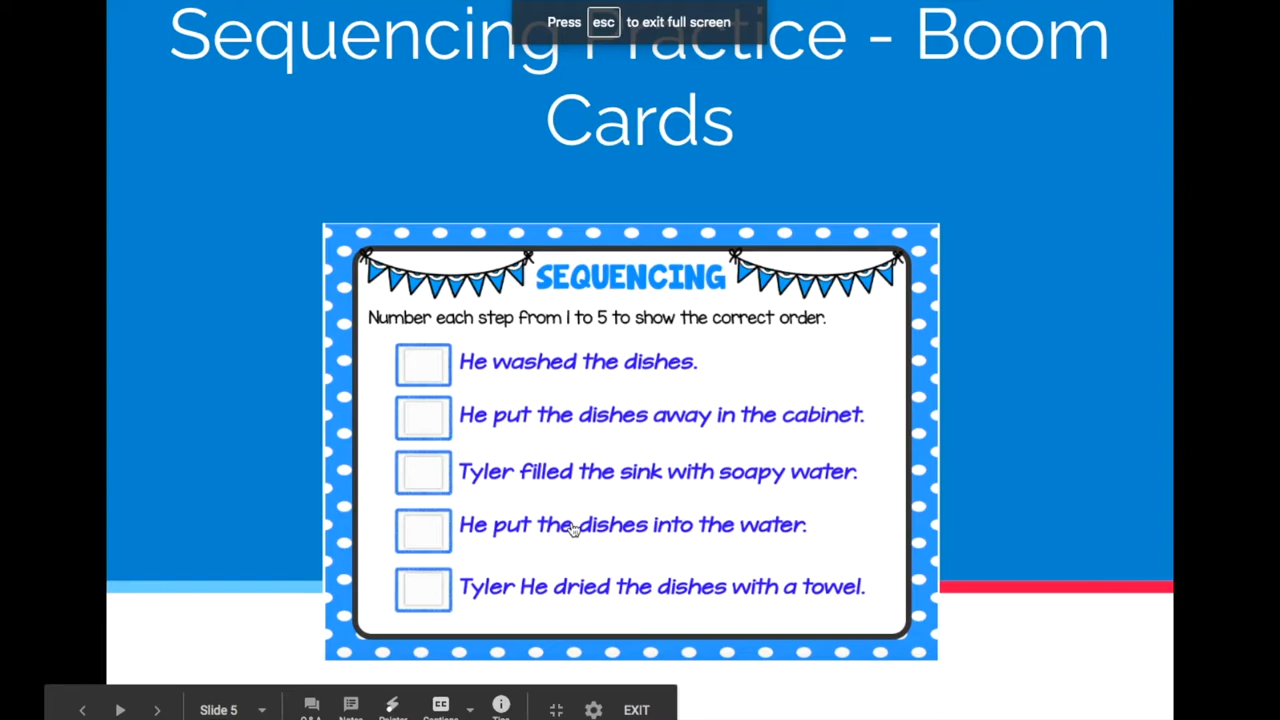 Press esc to exit full screen
Sequencing Practice - Boom
Cards
SEQUENCING
Number each step from 1 to 5 to show the correct order.
He washed the dishes.
He put the dishes away in the cabinet.
Tyler filled the sink with soapy water.
He put the dishes into the water.
Tyler He dried the dishes with a towel.
Slide 5
CC
EXIT